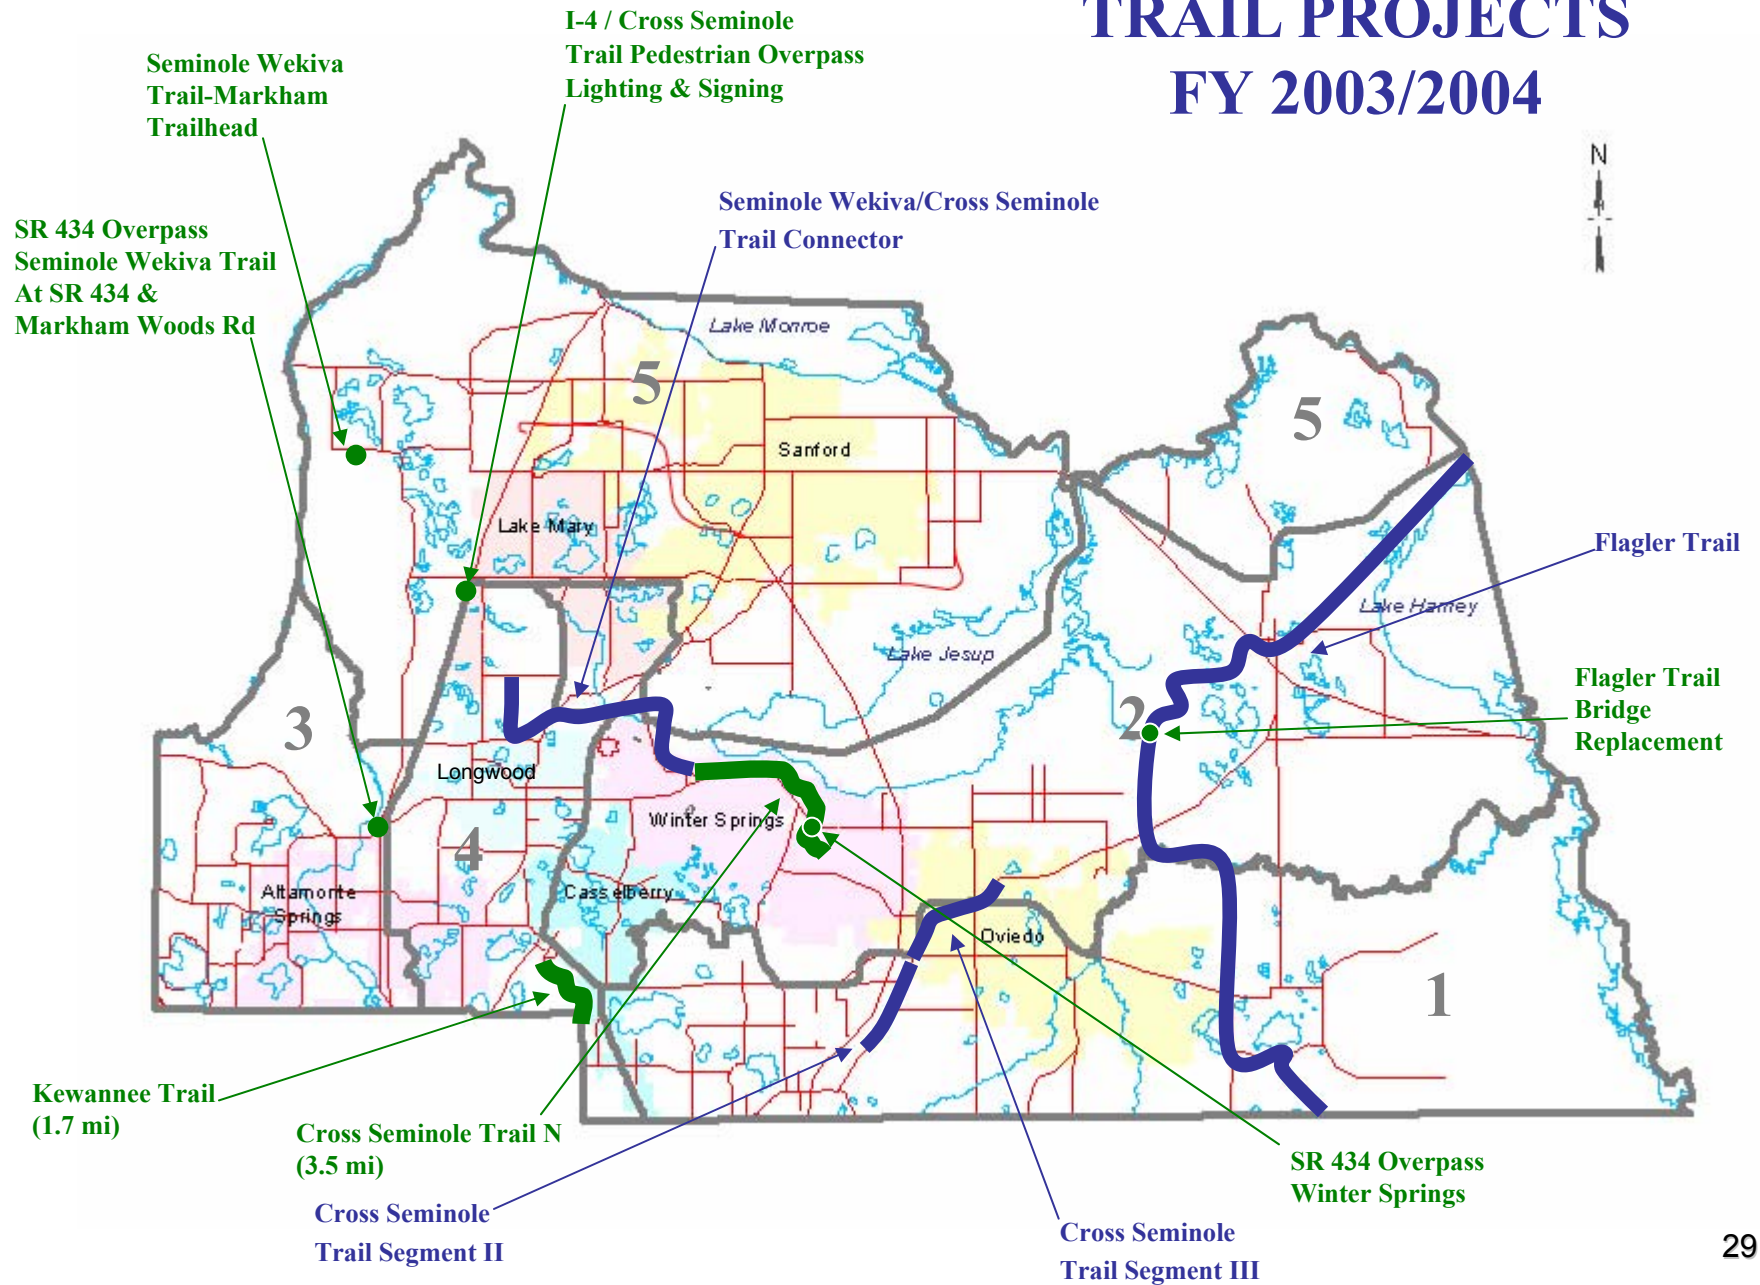 TRAIL PROJECTS
FY 2003/2004
I-4 / Cross Seminole
Trail Pedestrian Overpass
Lighting & Signing
Seminole Wekiva
Trail-Markham
Trailhead
N
Seminole Wekiva/Cross Seminole
Trail Connector
SR 434 Overpass
Seminole Wekiva Trail
At SR 434 &
Markham Woods Rd
Lake Monroe
5
5
Sanford
Lake Mary
Flagler Trail
Lake Harney
Lake Jesup
Flagler Trail
Bridge
Replacement
3
2
Longwood
Winter Springs
4
Altamonte
Springs
Casselberry
Oviedo
1
Kewannee Trail
(1.7 mi)
Cross Seminole Trail N
(3.5 mi)
SR 434 Overpass
Winter Springs
Cross Seminole
Trail Segment II
Cross Seminole
Trail Segment III
29